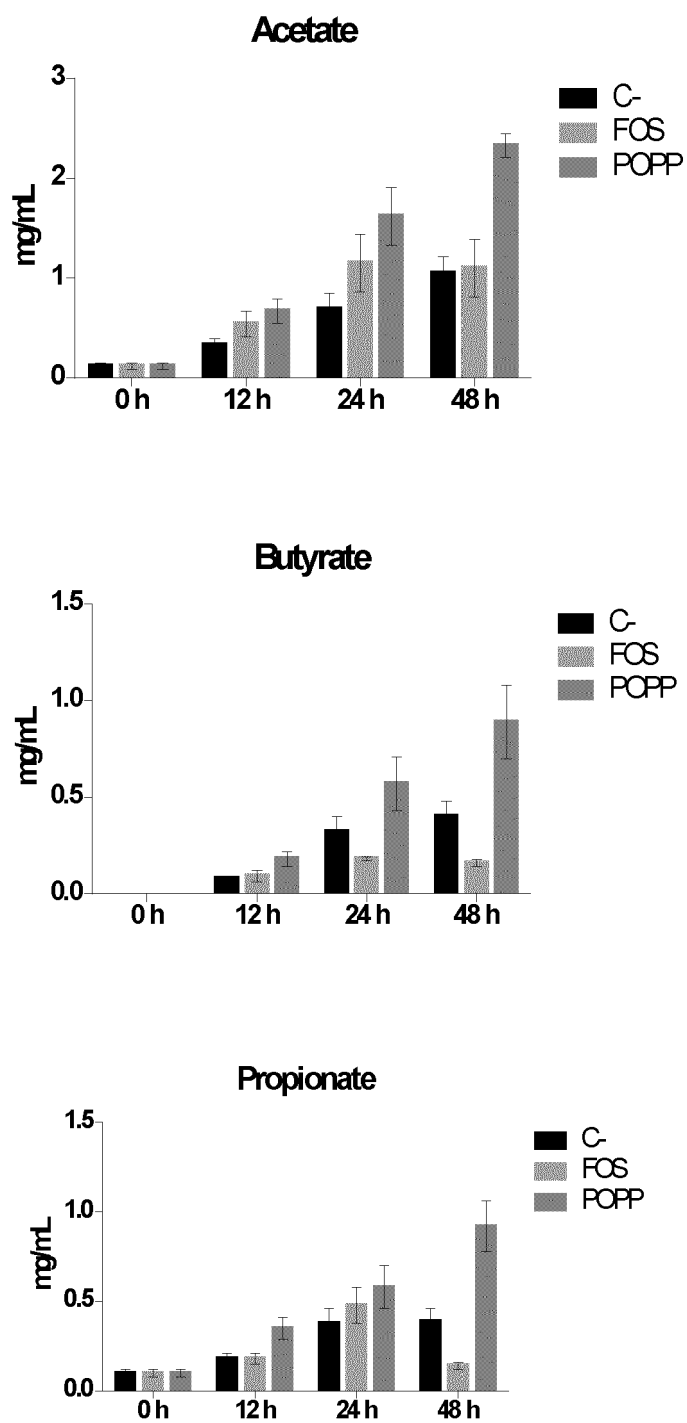 Acetate
3
2
1
0
mg/mL
0 h
12 h
24 h
48 h
C-
FOS
POPP
Butyrate
1.5
1.0
0.5
0.0
mg/mL
0 h
12 h
24 h
48 h
C-
FOS
POPP
Propionate
1.5
1.0
0.5
0.0
mg/mL
0 h
12 h
24 h
48 h
C-
FOS
POPP